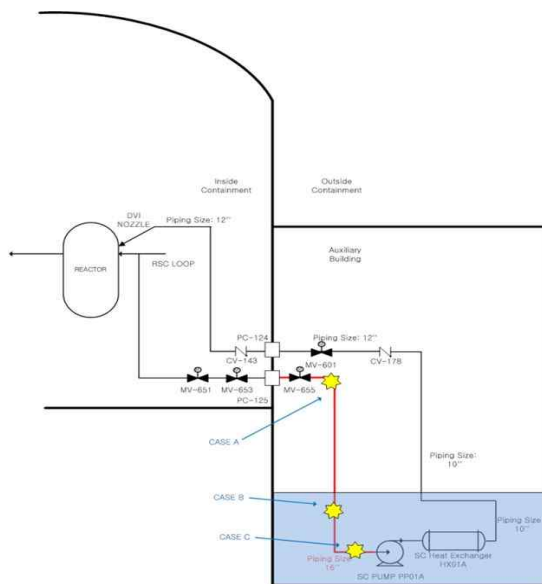 Inside
Containment
Outside
Containment
DVI
NOZZLE
Piping Size: 12"
Auxiliary
Building
REACTOR
RSC LOOP
PC-124
Piping Size: 12"
CV-143
MV-601
CV-178
MV-651
MV-653
MV-655
PC-125
CASE A
Piping Size:
10"
CASE B
Piping Size:
10"
CASE C
Piping Size:
16"
SC Heat Exchanger
HX01A
SC PUMP PP01A